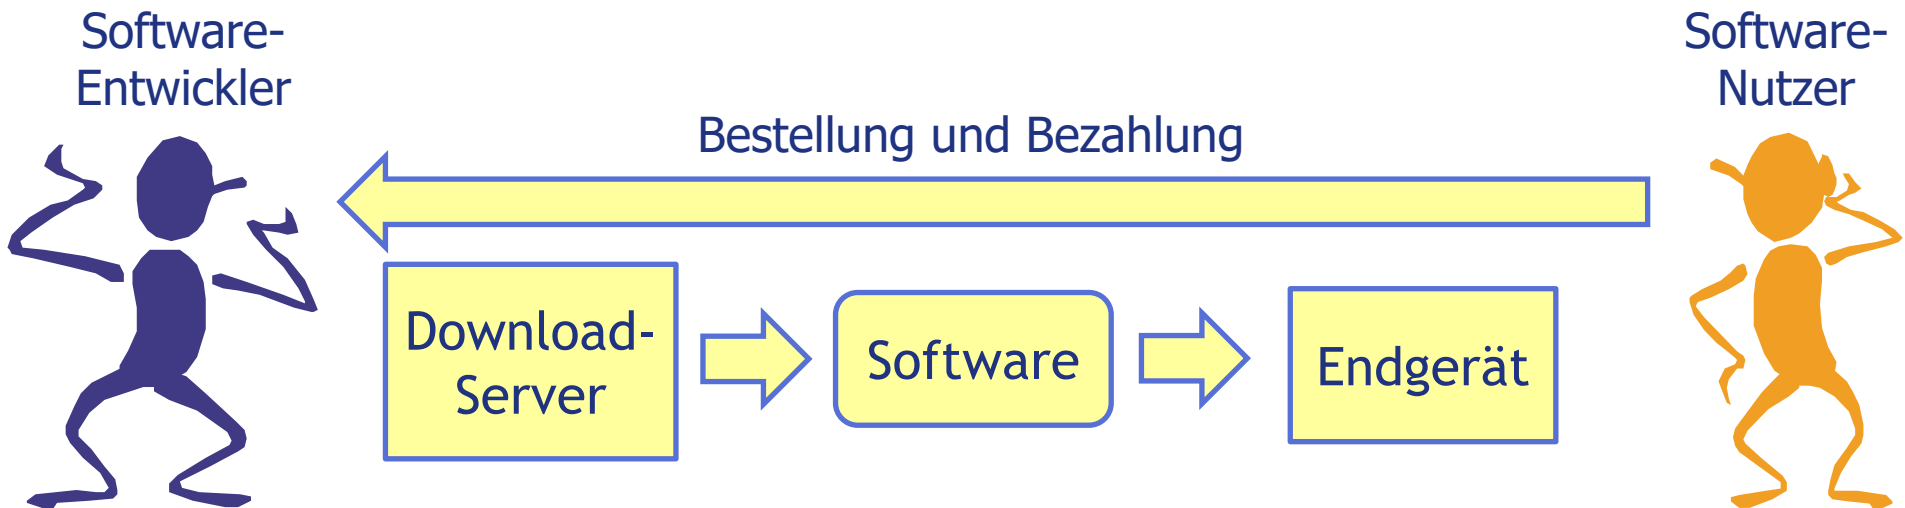 Software-
Entwickler
Software-
Nutzer
Bestellung und Bezahlung
Download-
Server
Software
Endgerät